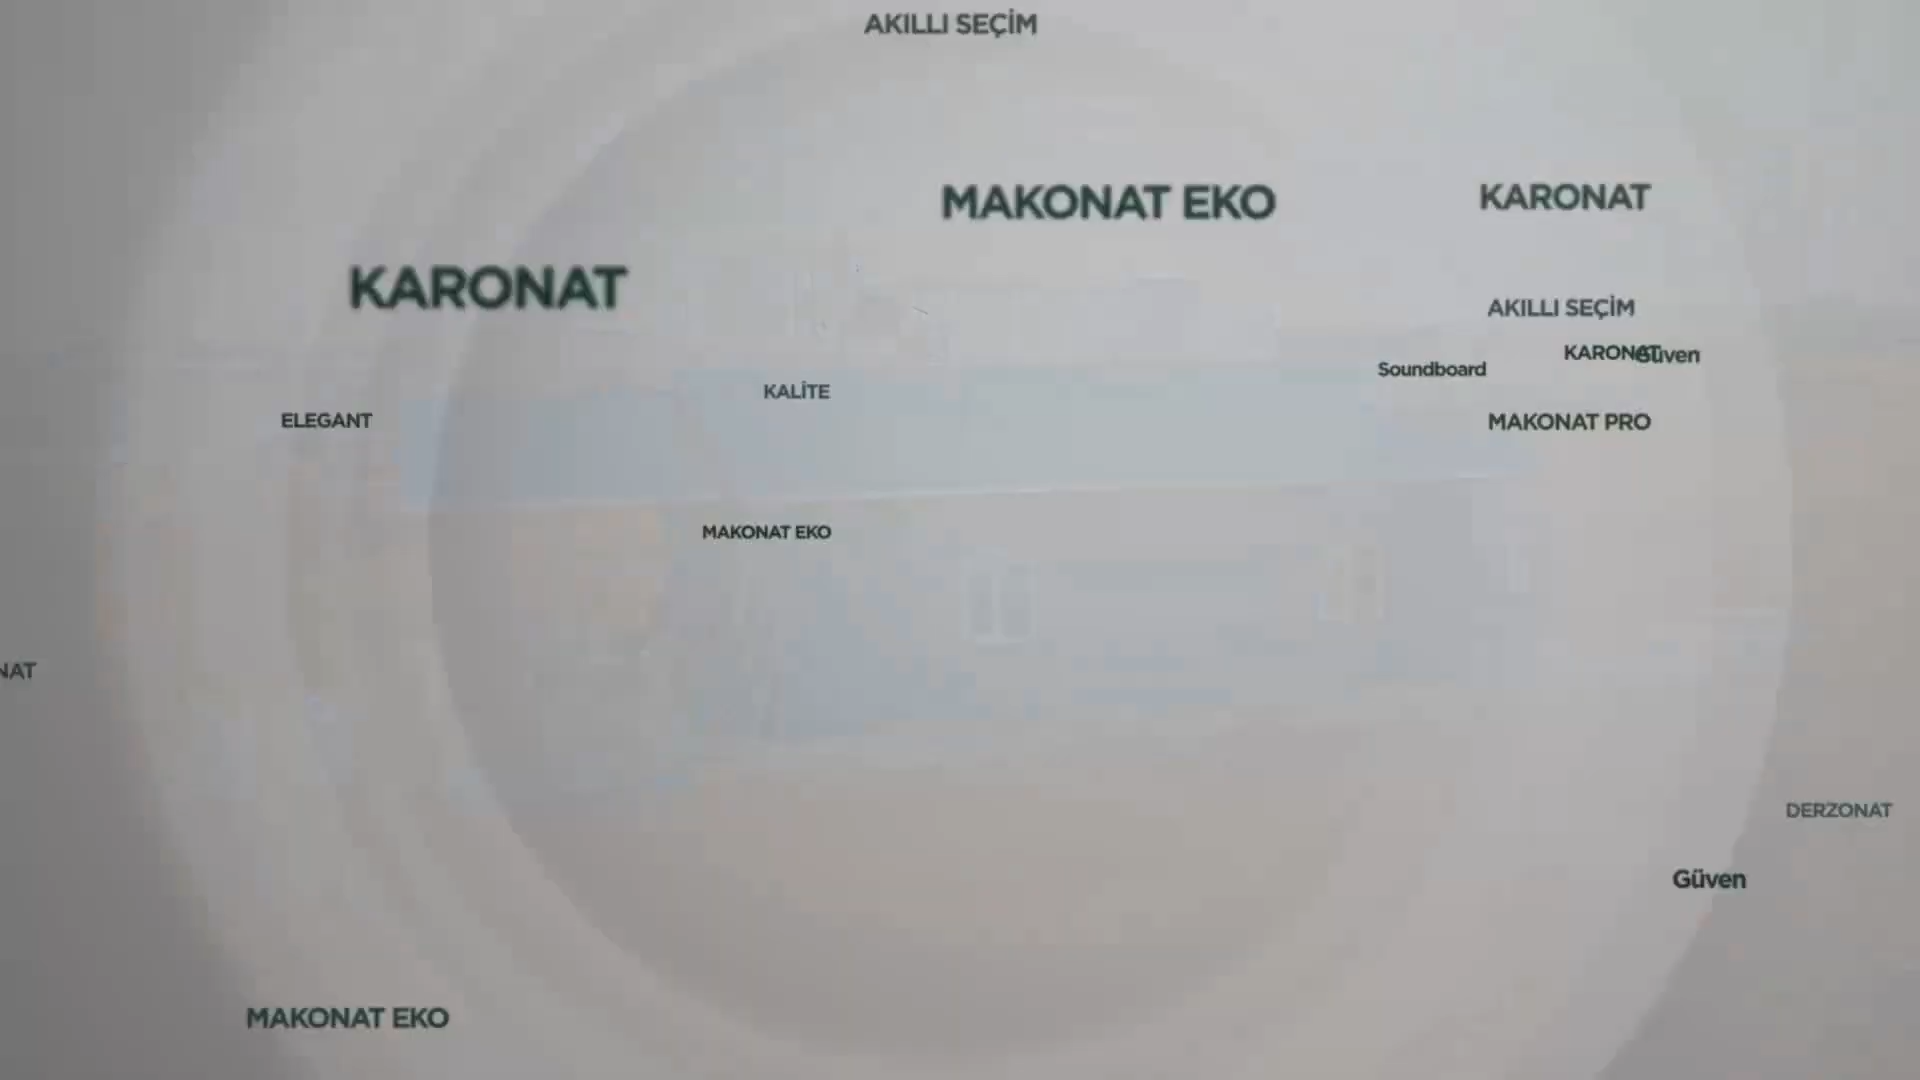 AKILLI SEÇİM
MAKONAT EKO
KARONAT
KARONAT
AKILLI SEÇİM
KARONAT
Güven
Soundboard
KALİTE
ELEGANT
MAKONAT PRO
MAKONAT EKO
NAT
DERZONAT
Güven
MAKONAT EKO